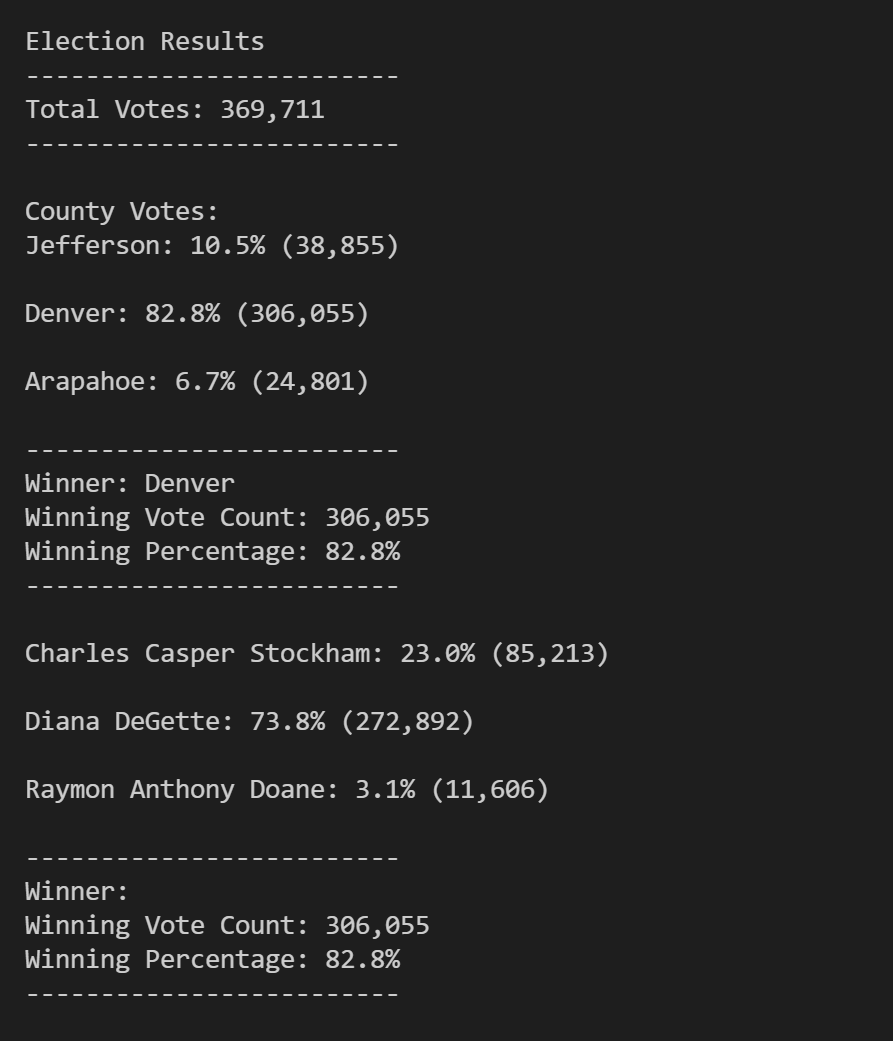 Election Results
-------------------------
Total Votes: 369,711
-------------------------
County Votes:
Jefferson: 10.5% (38,855)
Denver: 82.8% (306,055)
Arapahoe: 6.7% (24,801)
-------------------------
Winner: Denver
Winning Vote Count: 306,055
Winning Percentage: 82.8%
-------------------------
Charles Casper Stockham: 23.0% (85,213)
Diana DeGette: 73.8% (272,892)
Raymon Anthony Doane: 3.1% (11,606)
-------------------------
Winner:
Winning Vote Count: 306,055
Winning Percentage: 82.8%
-------------------------